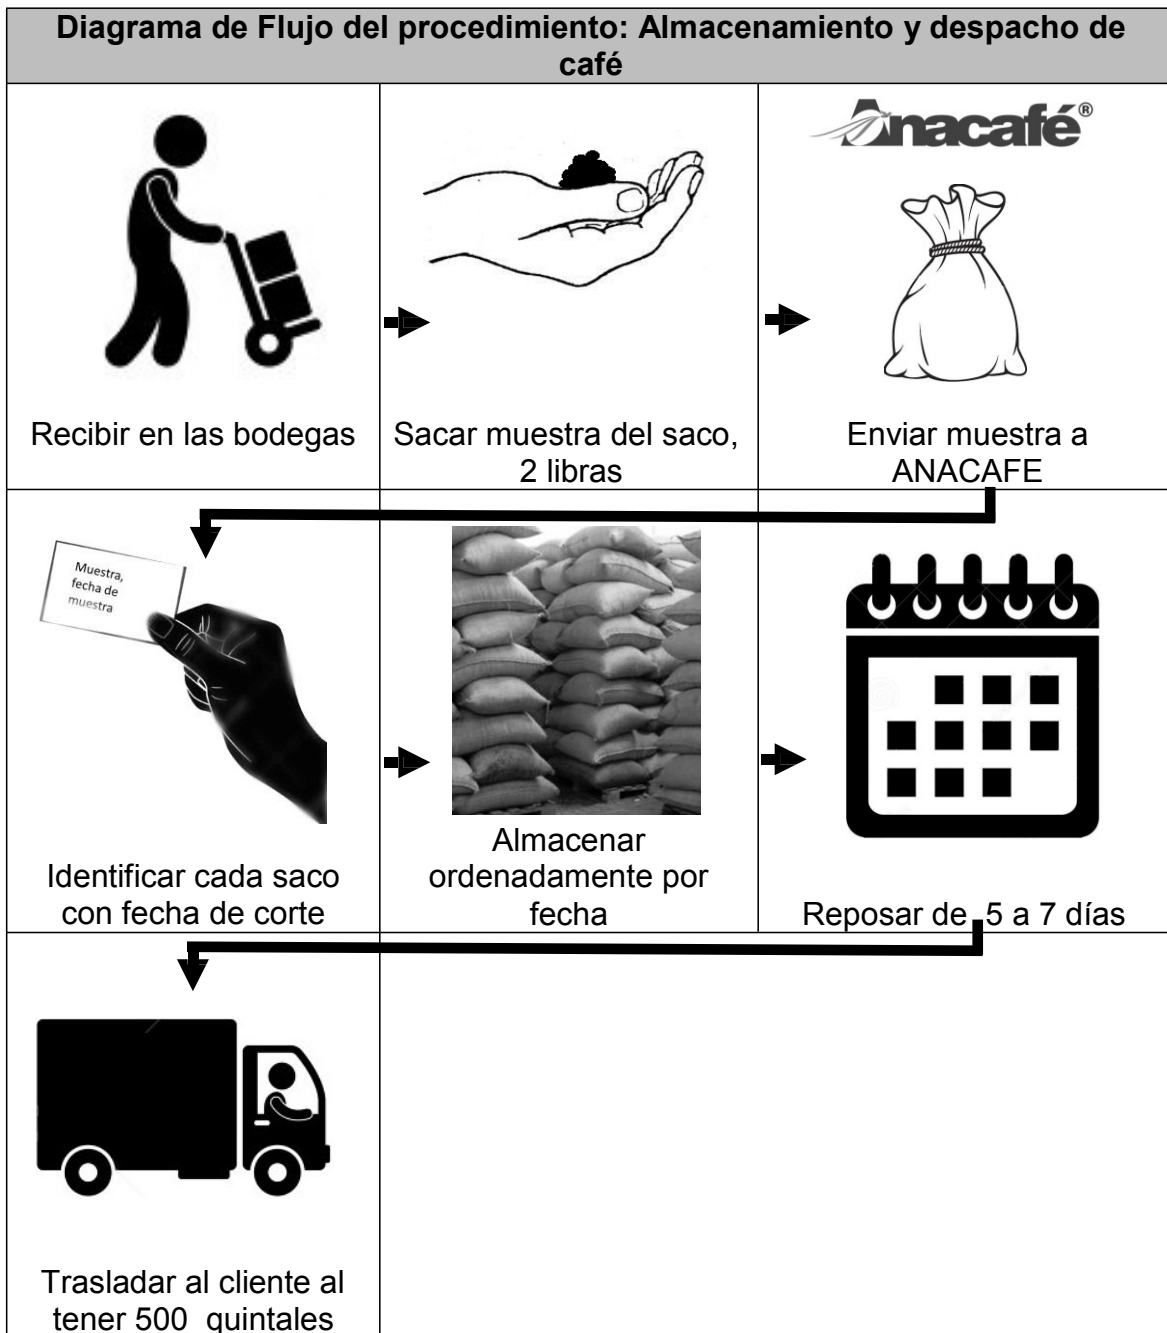 Diagrama de Flujo del procedimiento: Almacenamiento y despacho de
café
Anacafé®
Recibir en las bodegas
Sacar muestra del saco,
2 libras
Enviar muestra a
ANACAFE
Muestra,
fecha de
muestra
Identificar cada saco
con fecha de corte
Almacenar
ordenadamente por
fecha
Reposar de 5 a 7 días
Trasladar al cliente al
tener 500 quintales